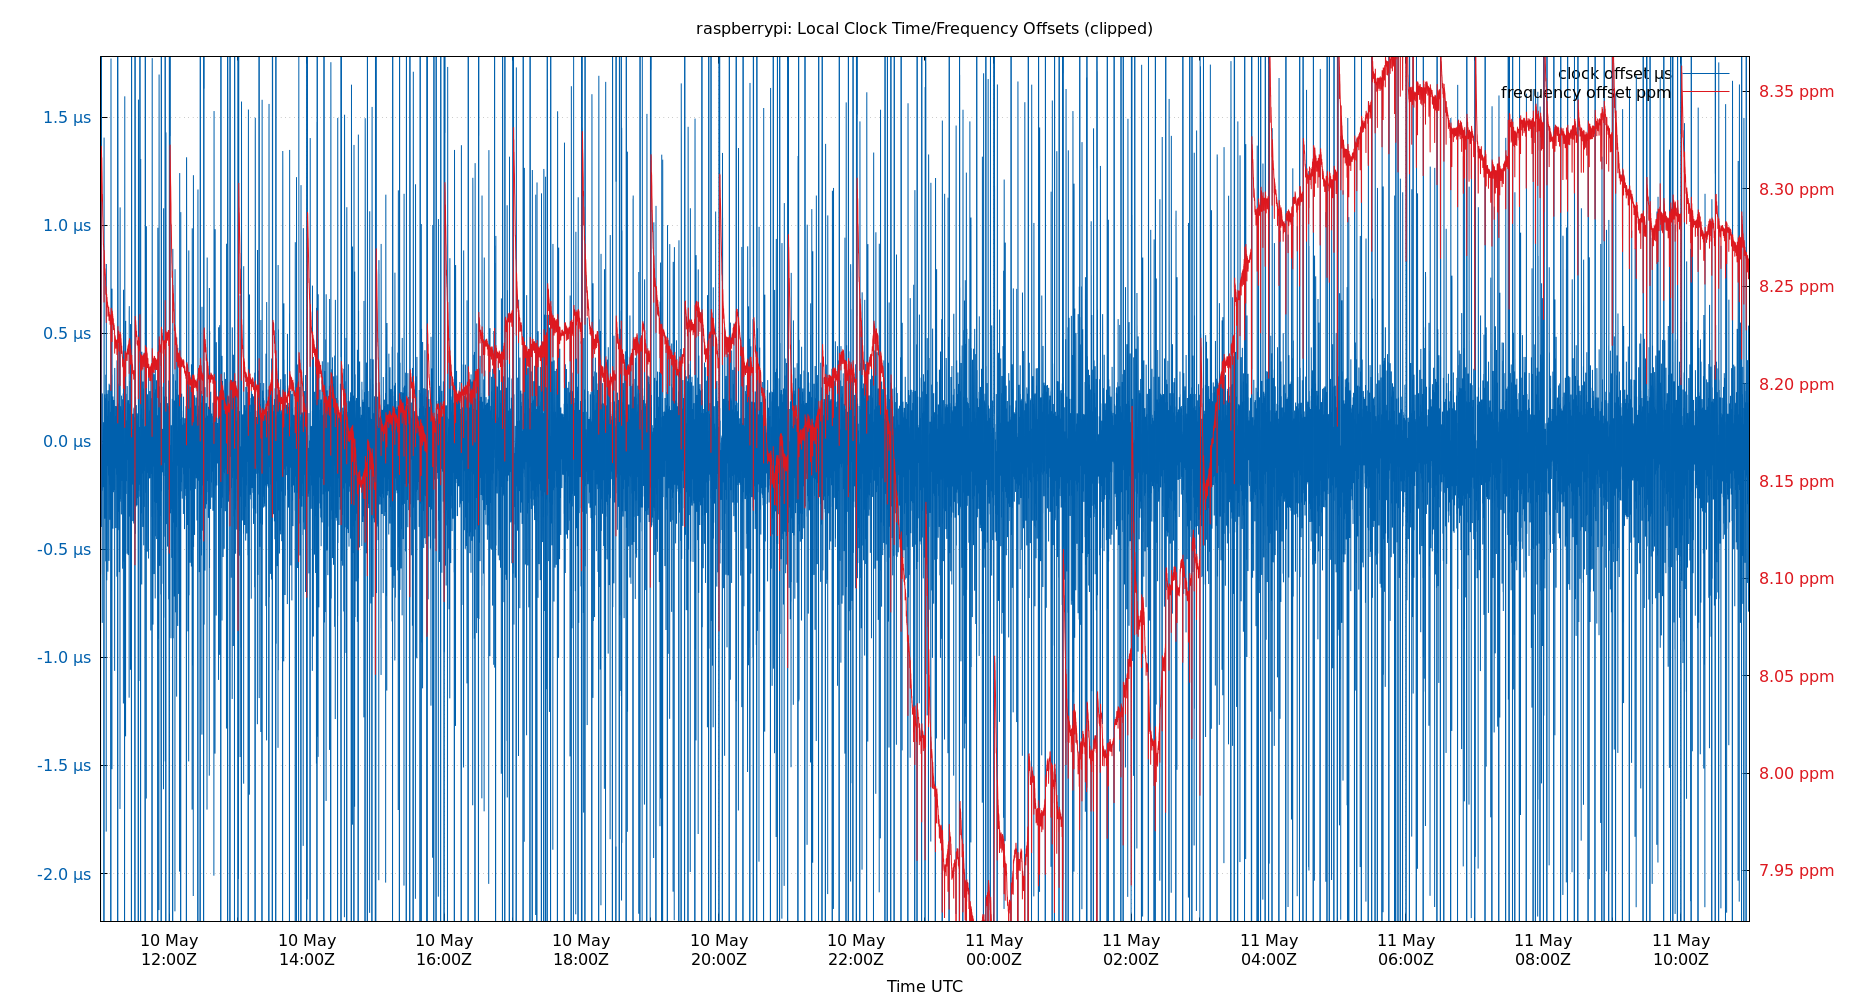 raspberrypi: Local Clock Time/Frequency Offsets (clipped)
clock offset µs
frequency offset ppm
1.5 µs
1.0 µs
0.5 µs
0.0 µs
-0.5 µs
-1.0 µs
-1.5 µs
-2.0 µs
8.35 ppm
8.30 ppm
8.25 ppm
8.20 ppm
8.15 ppm
8.10 ppm
8.05 ppm
8.00 ppm
7.95 ppm
10 May 10 May 10 May 10 May 10 May 10 May 11 May 11 May 11 May 11 May 11 May 11 May
12:00Z 14:00Z 16:00Z 18:00Z 20:00Z 22:00Z 00:00Z 02:00Z 04:00Z 06:00Z 08:00Z 10:00Z
Time UTC